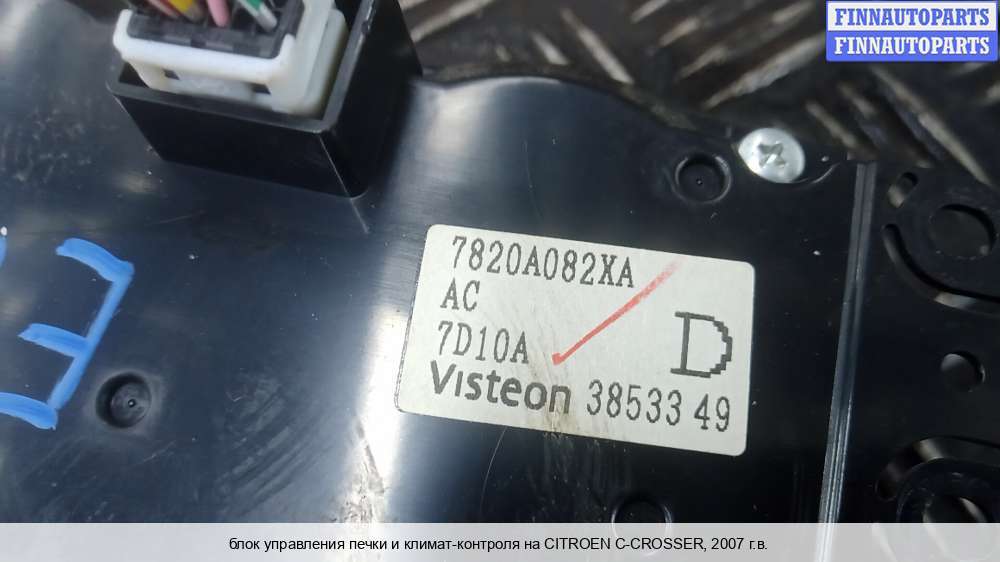 FINNAUTOPARTS
FINNAUTOPARTS
7820A082XA
AC
7D10A
D
Visteon 38533 49
блок управления печки и климат-контроля на CITROEN C-CROSSER, 2007 г.в.